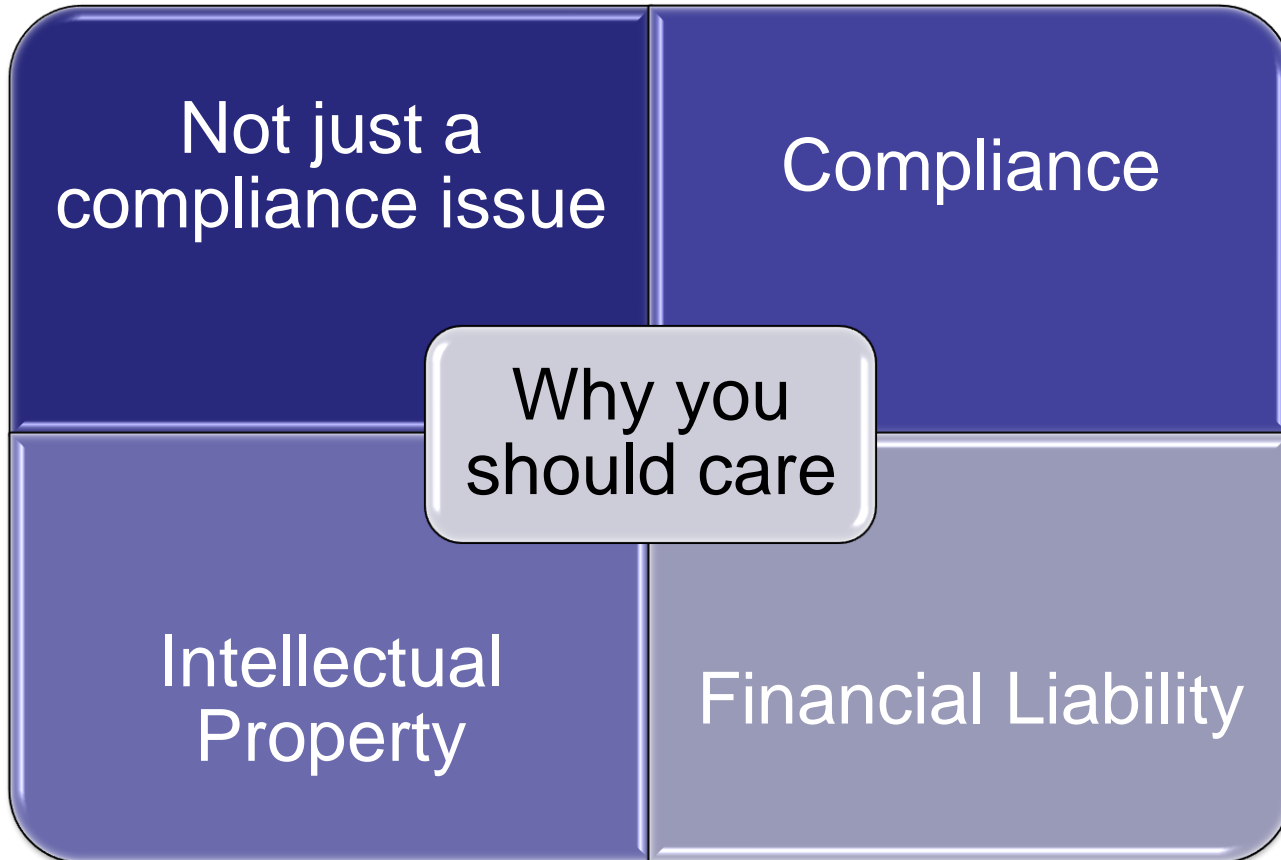 Not just a
compliance issue
Compliance
Why you
should care
Intellectual
Property
Financial Liability